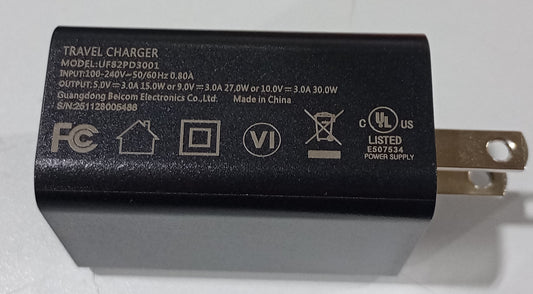 TRAVEL CHARGER
MODEL:UF82PD3001
INPUT:100-240V~50/60Hz 0.80A
OUTPUT:5.0V⎓3.0A 15.0W or 9.0V⎓3.0A 27.0W or 10.0V⎓3.0A 30.0W
Guangdong Beicom Electronics Co.,Ltd. Made in China
S/N:251128005488
FC
VI
C UL US
LISTED
E507534
POWER SUPPLY